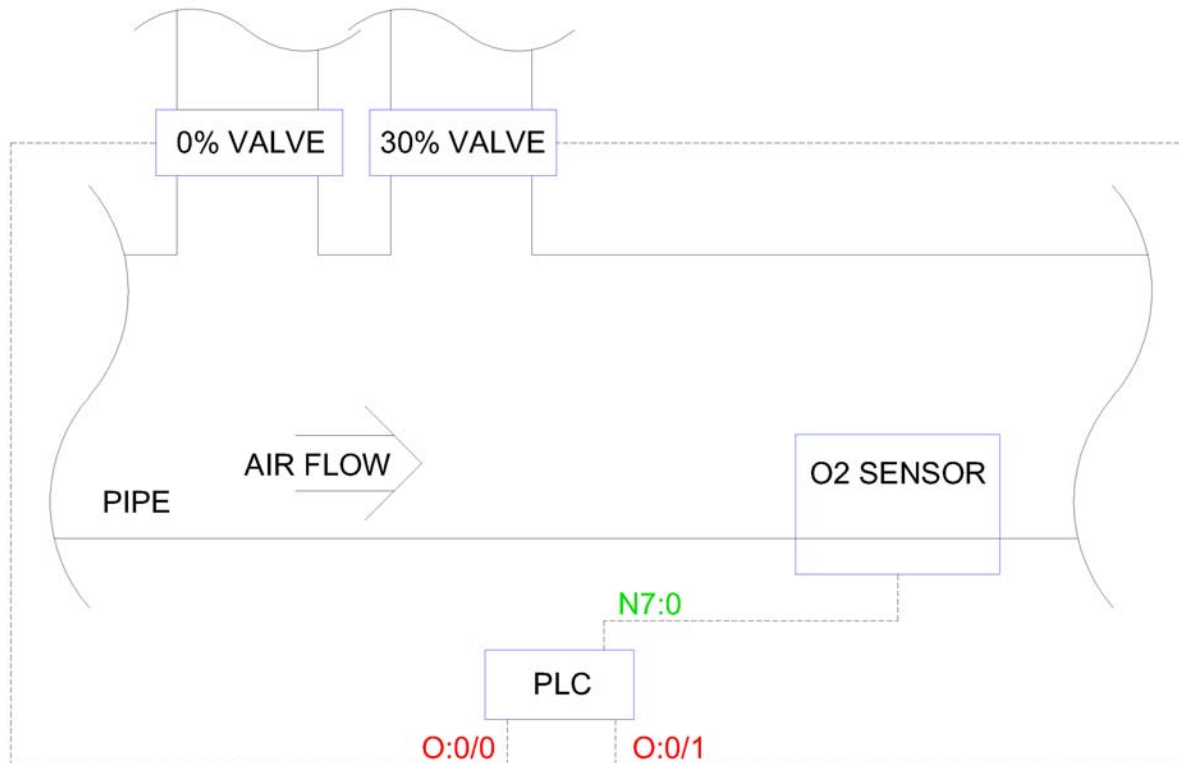 0% VALVE
30% VALVE
AIR FLOW
O2 SENSOR
PIPE
N7:0
PLC
O:0/0
O:0/1